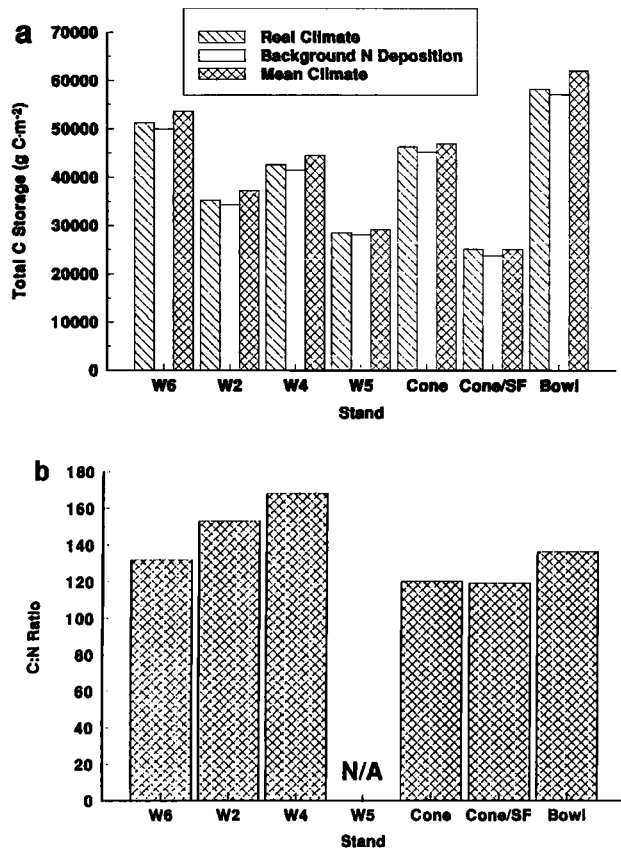 a
Real Climate
Background N Deposition
Mean Climate
Total C Storage (g C·m-2)
70000
60000
50000
40000
30000
20000
10000
0
W6 W2 W4 W5 Cone Cone/SF Bowl
Stand
b
C:N Ratio
180
160
140
120
100
80
60
40
20
0
N/A
W6 W2 W4 W5 Cone Cone/SF Bowl
Stand